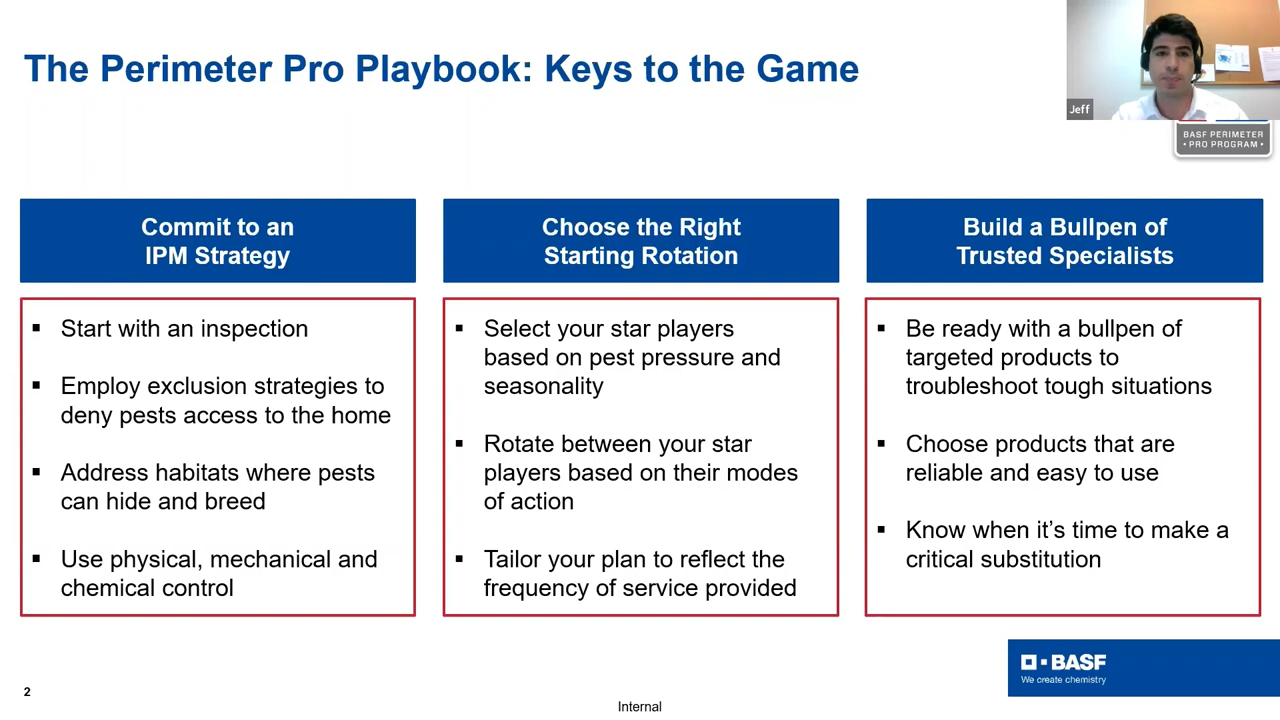 The Perimeter Pro Playbook: Keys to the Game
Jeff
BASF PERIMETER
• PRO PROGRAM •
Commit to an
IPM Strategy
▪ Start with an inspection
▪ Employ exclusion strategies to
deny pests access to the home
▪ Address habitats where pests
can hide and breed
▪ Use physical, mechanical and
chemical control
Choose the Right
Starting Rotation
▪ Select your star players
based on pest pressure and
seasonality
▪ Rotate between your star
players based on their modes
of action
▪ Tailor your plan to reflect the
frequency of service provided
Build a Bullpen of
Trusted Specialists
▪ Be ready with a bullpen of
targeted products to
troubleshoot tough situations
▪ Choose products that are
reliable and easy to use
▪ Know when it’s time to make a
critical substitution
BASF
We create chemistry
2
Internal